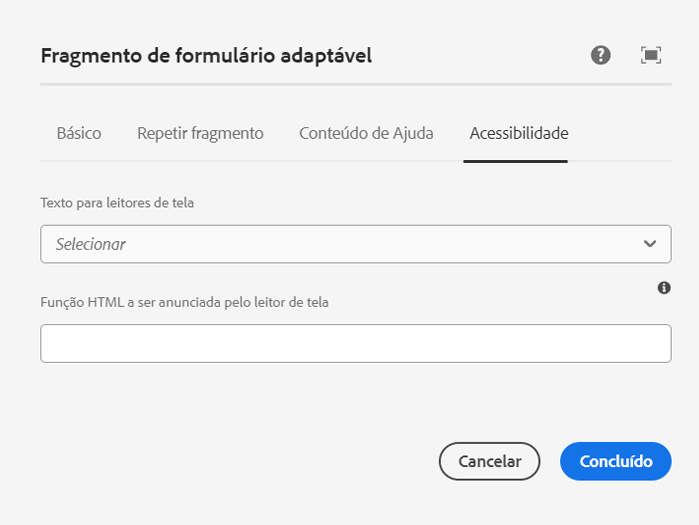 Fragmento de formulário adaptável
Básico Repetir fragmento Conteúdo de Ajuda Acessibilidade
Texto para leitores de tela
Selecionar
Função HTML a ser anunciada pelo leitor de tela
Cancelar Concluído